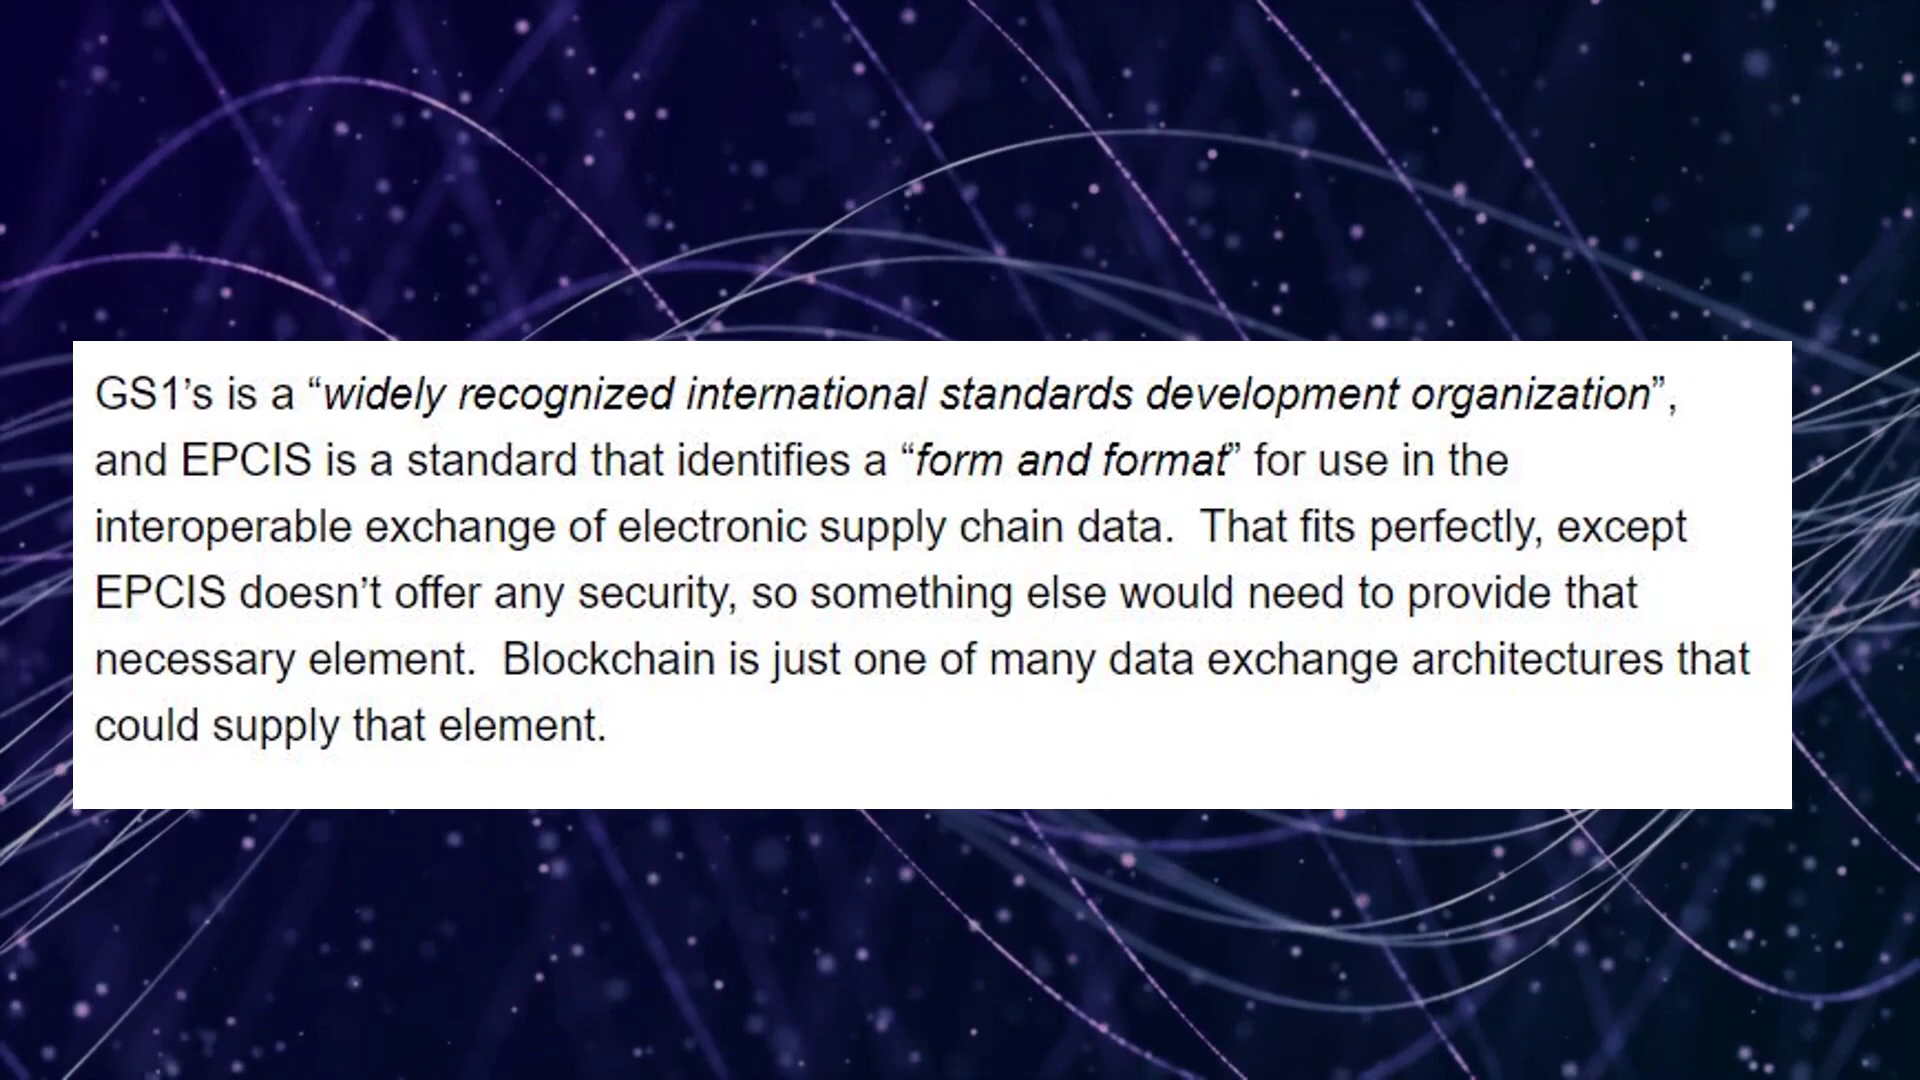 GS1’s is a “widely recognized international standards development organization”,
and EPCIS is a standard that identifies a “form and format” for use in the
interoperable exchange of electronic supply chain data.  That fits perfectly, except
EPCIS doesn’t offer any security, so something else would need to provide that
necessary element.  Blockchain is just one of many data exchange architectures that
could supply that element.